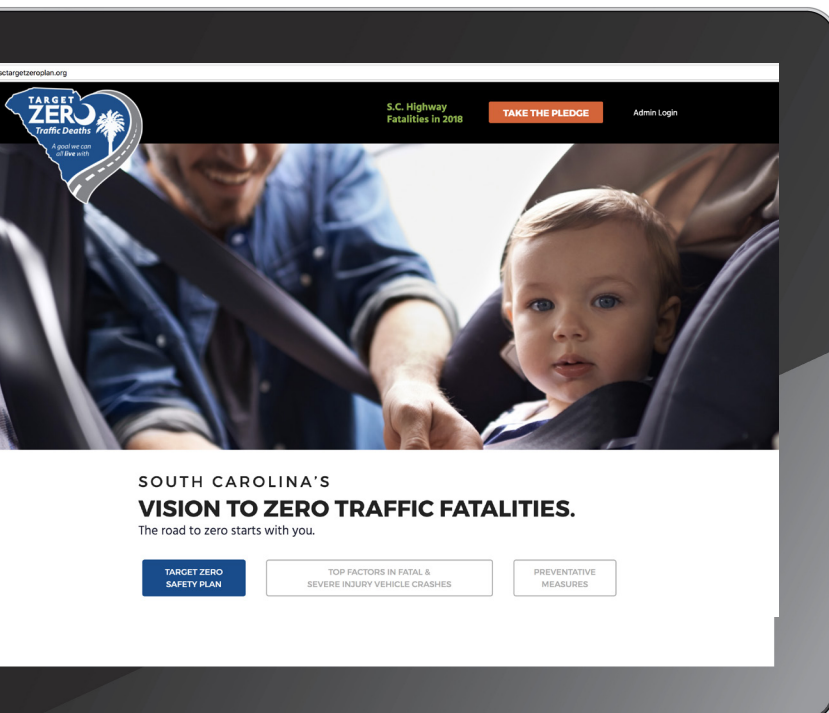 sctargetzeroplan.org
TARGET
ZERO
Traffic Deaths
A goal we can
all live with
S.C. Highway
Fatalities in 2018
TAKE THE PLEDGE
Admin Login
SOUTH CAROLINA'S
VISION TO ZERO TRAFFIC FATALITIES.
The road to zero starts with you.
TARGET ZERO
SAFETY PLAN
TOP FACTORS IN FATAL &
SEVERE INJURY VEHICLE CRASHES
PREVENTATIVE
MEASURES